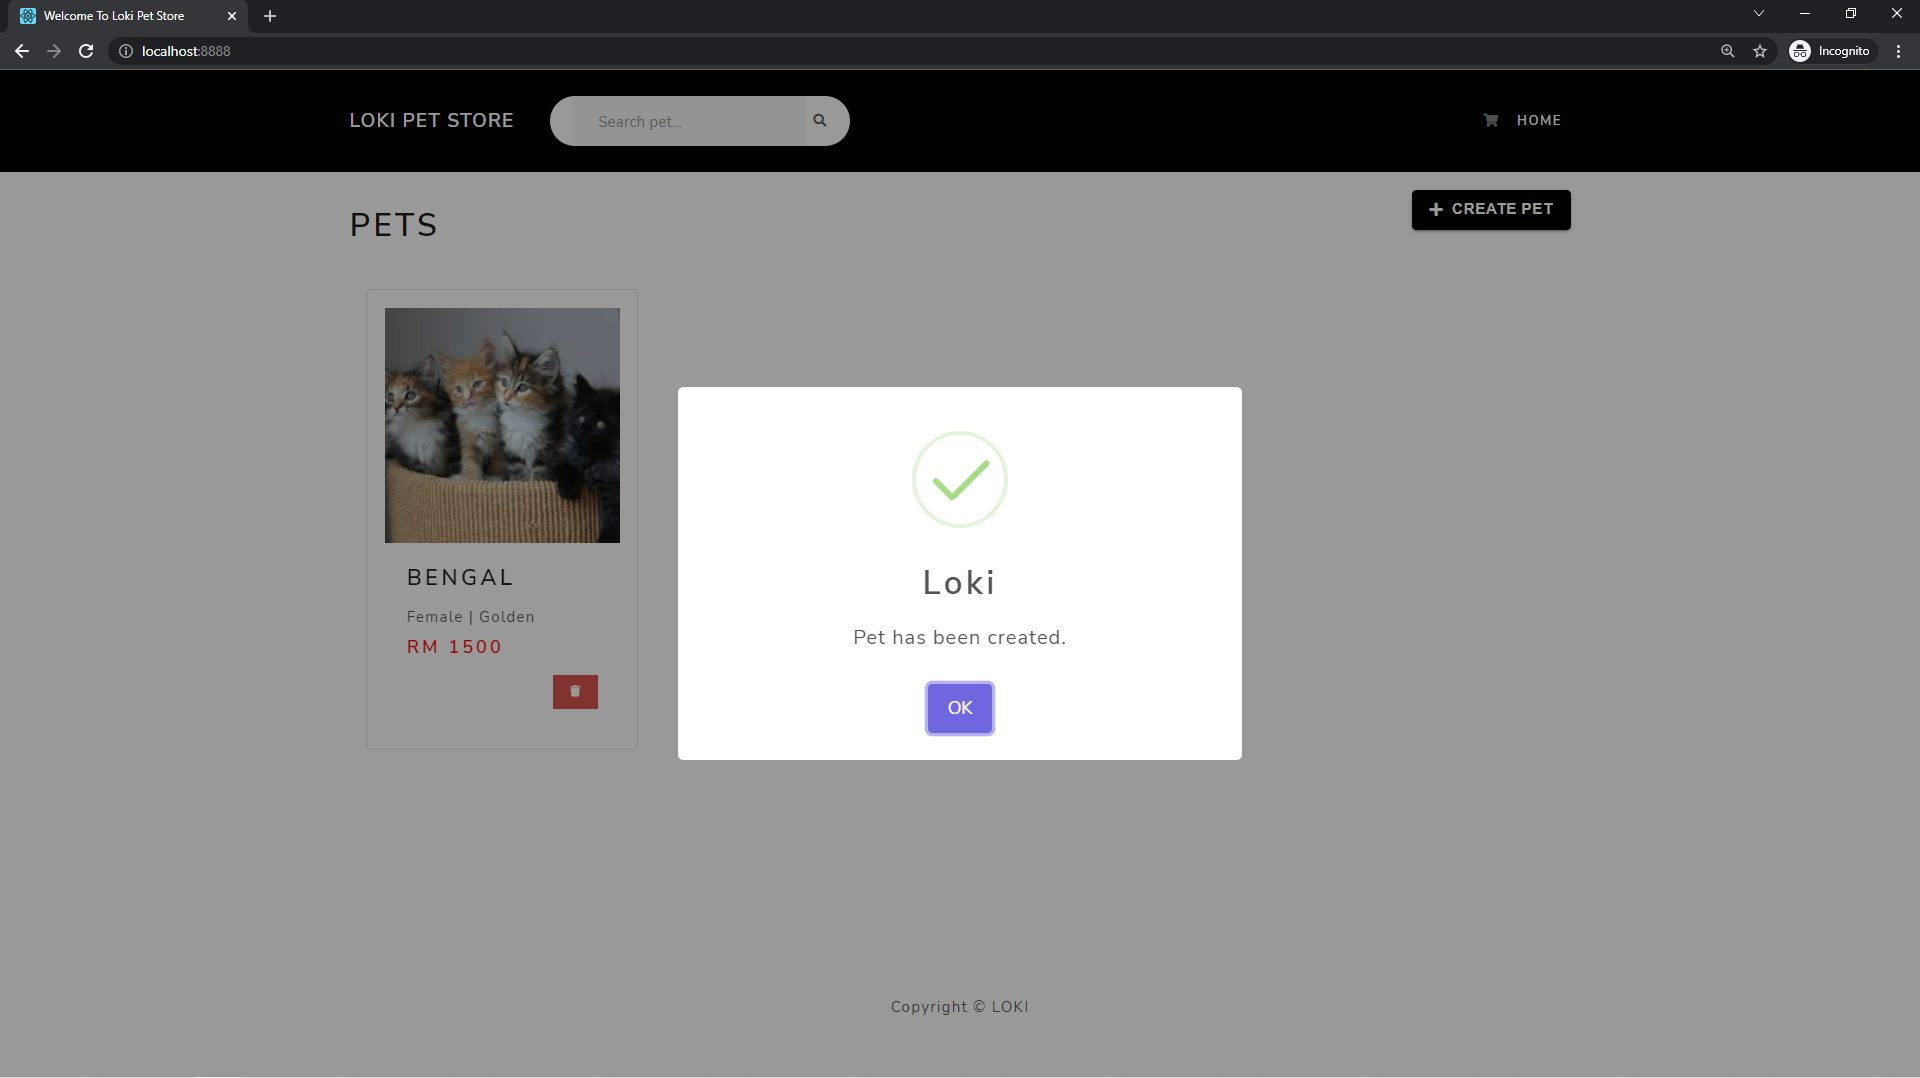 Welcome To Loki Pet Store
localhost:8888
Incognito
LOKI PET STORE
Search pet...
HOME
PETS
CREATE PET
BENGAL
Female | Golden
RM 1500
Loki
Pet has been created.
OK
Copyright © LOKI